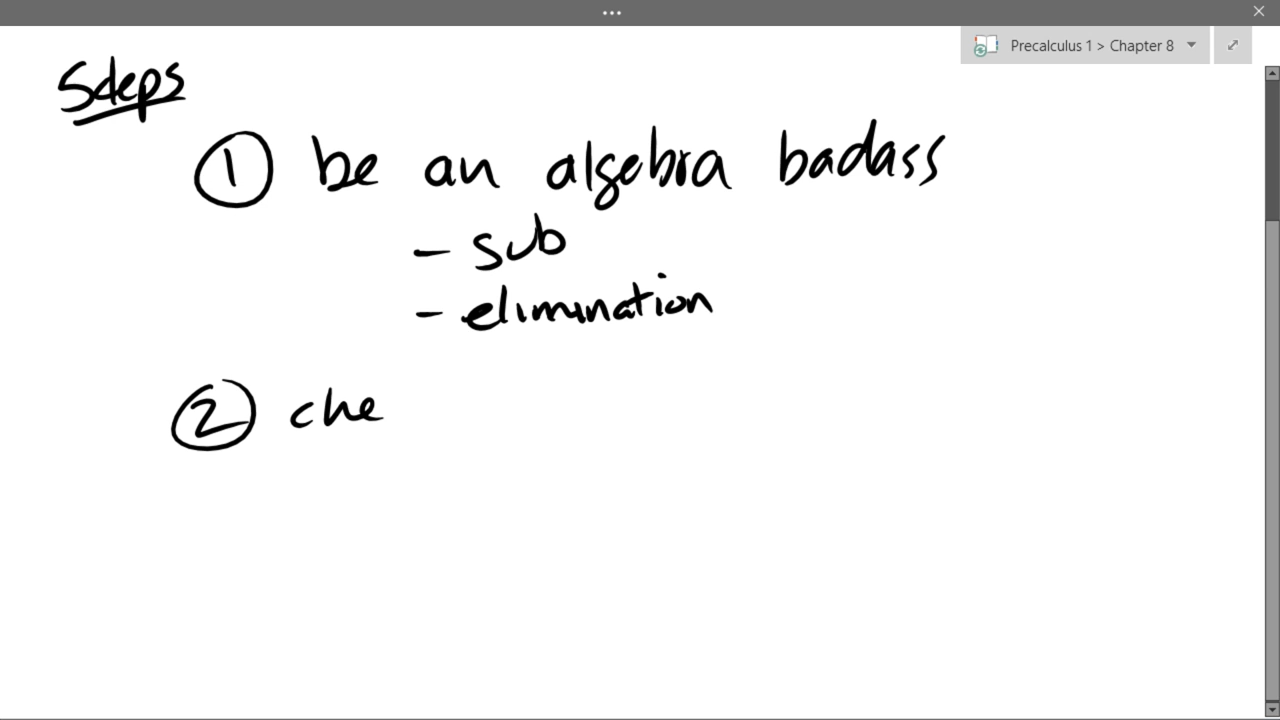 Precalculus 1 > Chapter 8
Steps
① be an algebra badass
- sub
- elimination
② che